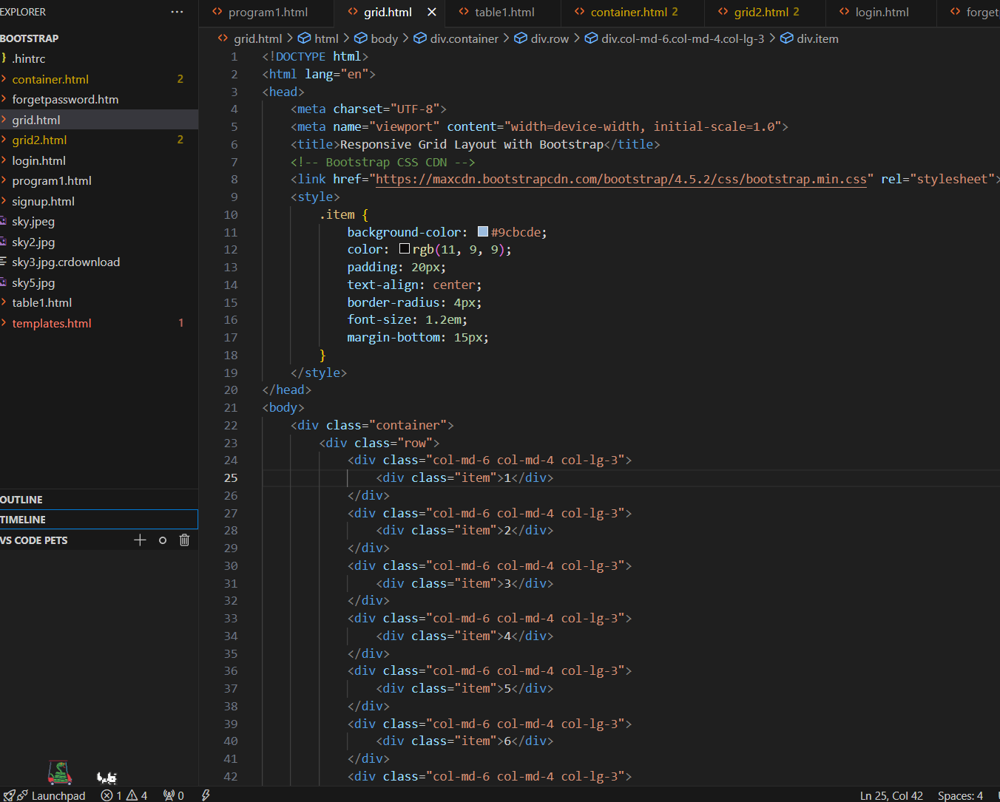 EXPLORER
BOOTSTRAP
.hintrc
container.html 2
forgetpassword.htm
grid.html
grid2.html 2
login.html
program1.html
signup.html
sky.jpeg
sky2.jpg
sky3.jpg.crdownload
sky5.jpg
table1.html
templates.html 1
OUTLINE
TIMELINE
VS CODE PETS
program1.html grid.html table1.html container.html 2 grid2.html 2 login.html forget
grid.html > html > body > div.container > div.row > div.col-md-6.col-md-4.col-lg-3 > div.item
1 <!DOCTYPE html>
2 <html lang="en">
3 <head>
4 <meta charset="UTF-8">
5 <meta name="viewport" content="width=device-width, initial-scale=1.0">
6 <title>Responsive Grid Layout with Bootstrap</title>
7 <!-- Bootstrap CSS CDN -->
8 <link href="https://maxcdn.bootstrapcdn.com/bootstrap/4.5.2/css/bootstrap.min.css" rel="stylesheet">
9 <style>
10 .item {
11 background-color: #9cbcde;
12 color: rgb(11, 9, 9);
13 padding: 20px;
14 text-align: center;
15 border-radius: 4px;
16 font-size: 1.2em;
17 margin-bottom: 15px;
18 }
19 </style>
20 </head>
21 <body>
22 <div class="container">
23 <div class="row">
24 <div class="col-md-6 col-md-4 col-lg-3">
25 <div class="item">1</div>
26 </div>
27 <div class="col-md-6 col-md-4 col-lg-3">
28 <div class="item">2</div>
29 </div>
30 <div class="col-md-6 col-md-4 col-lg-3">
31 <div class="item">3</div>
32 </div>
33 <div class="col-md-6 col-md-4 col-lg-3">
34 <div class="item">4</div>
35 </div>
36 <div class="col-md-6 col-md-4 col-lg-3">
37 <div class="item">5</div>
38 </div>
39 <div class="col-md-6 col-md-4 col-lg-3">
40 <div class="item">6</div>
41 </div>
42 <div class="col-md-6 col-md-4 col-lg-3">
Launchpad 1 4 0 Ln 25, Col 42 Spaces: 4